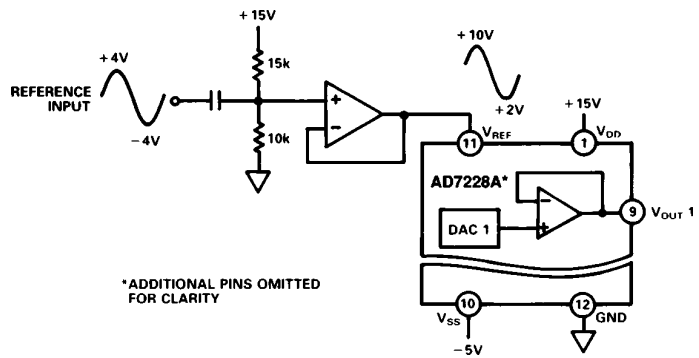 +15V
+4V
REFERENCE
INPUT
−4V
15k
10k
+
−
+10V
+2V
+15V
11
VREF
1
VDD
AD7228A*
−
+
DAC 1
9
VOUT 1
*ADDITIONAL PINS OMITTED
FOR CLARITY
10
VSS
12
GND
−5V